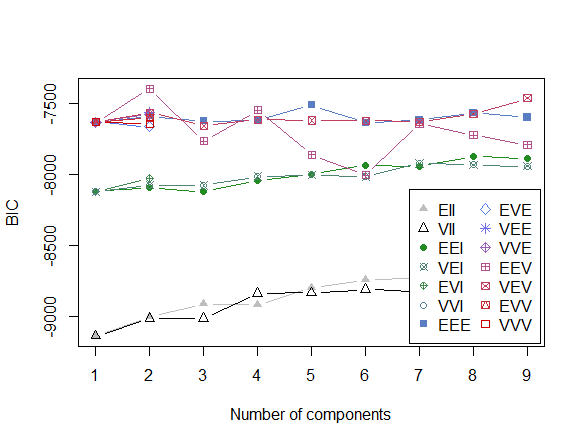 -7500
-8000
-8500
-9000
BIC
EII
VII
EEI
VEI
EVI
VVI
EEE
EVE
VEE
VVE
EEV
VEV
EVV
VVV
1 2 3 4 5 6 7 8 9
Number of components